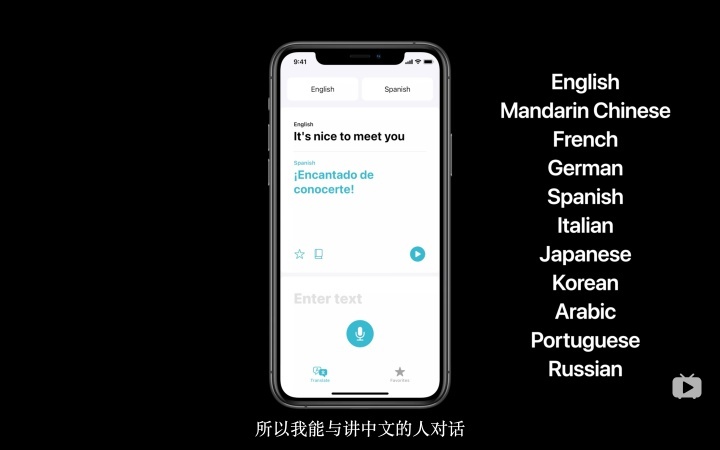 9:41
English
Spanish
English
It's nice to meet you
Spanish
¡Encantado de
conocerte!
Enter text
Translate
Favorites
English
Mandarin Chinese
French
German
Spanish
Italian
Japanese
Korean
Arabic
Portuguese
Russian
所以我能与讲中文的人对话